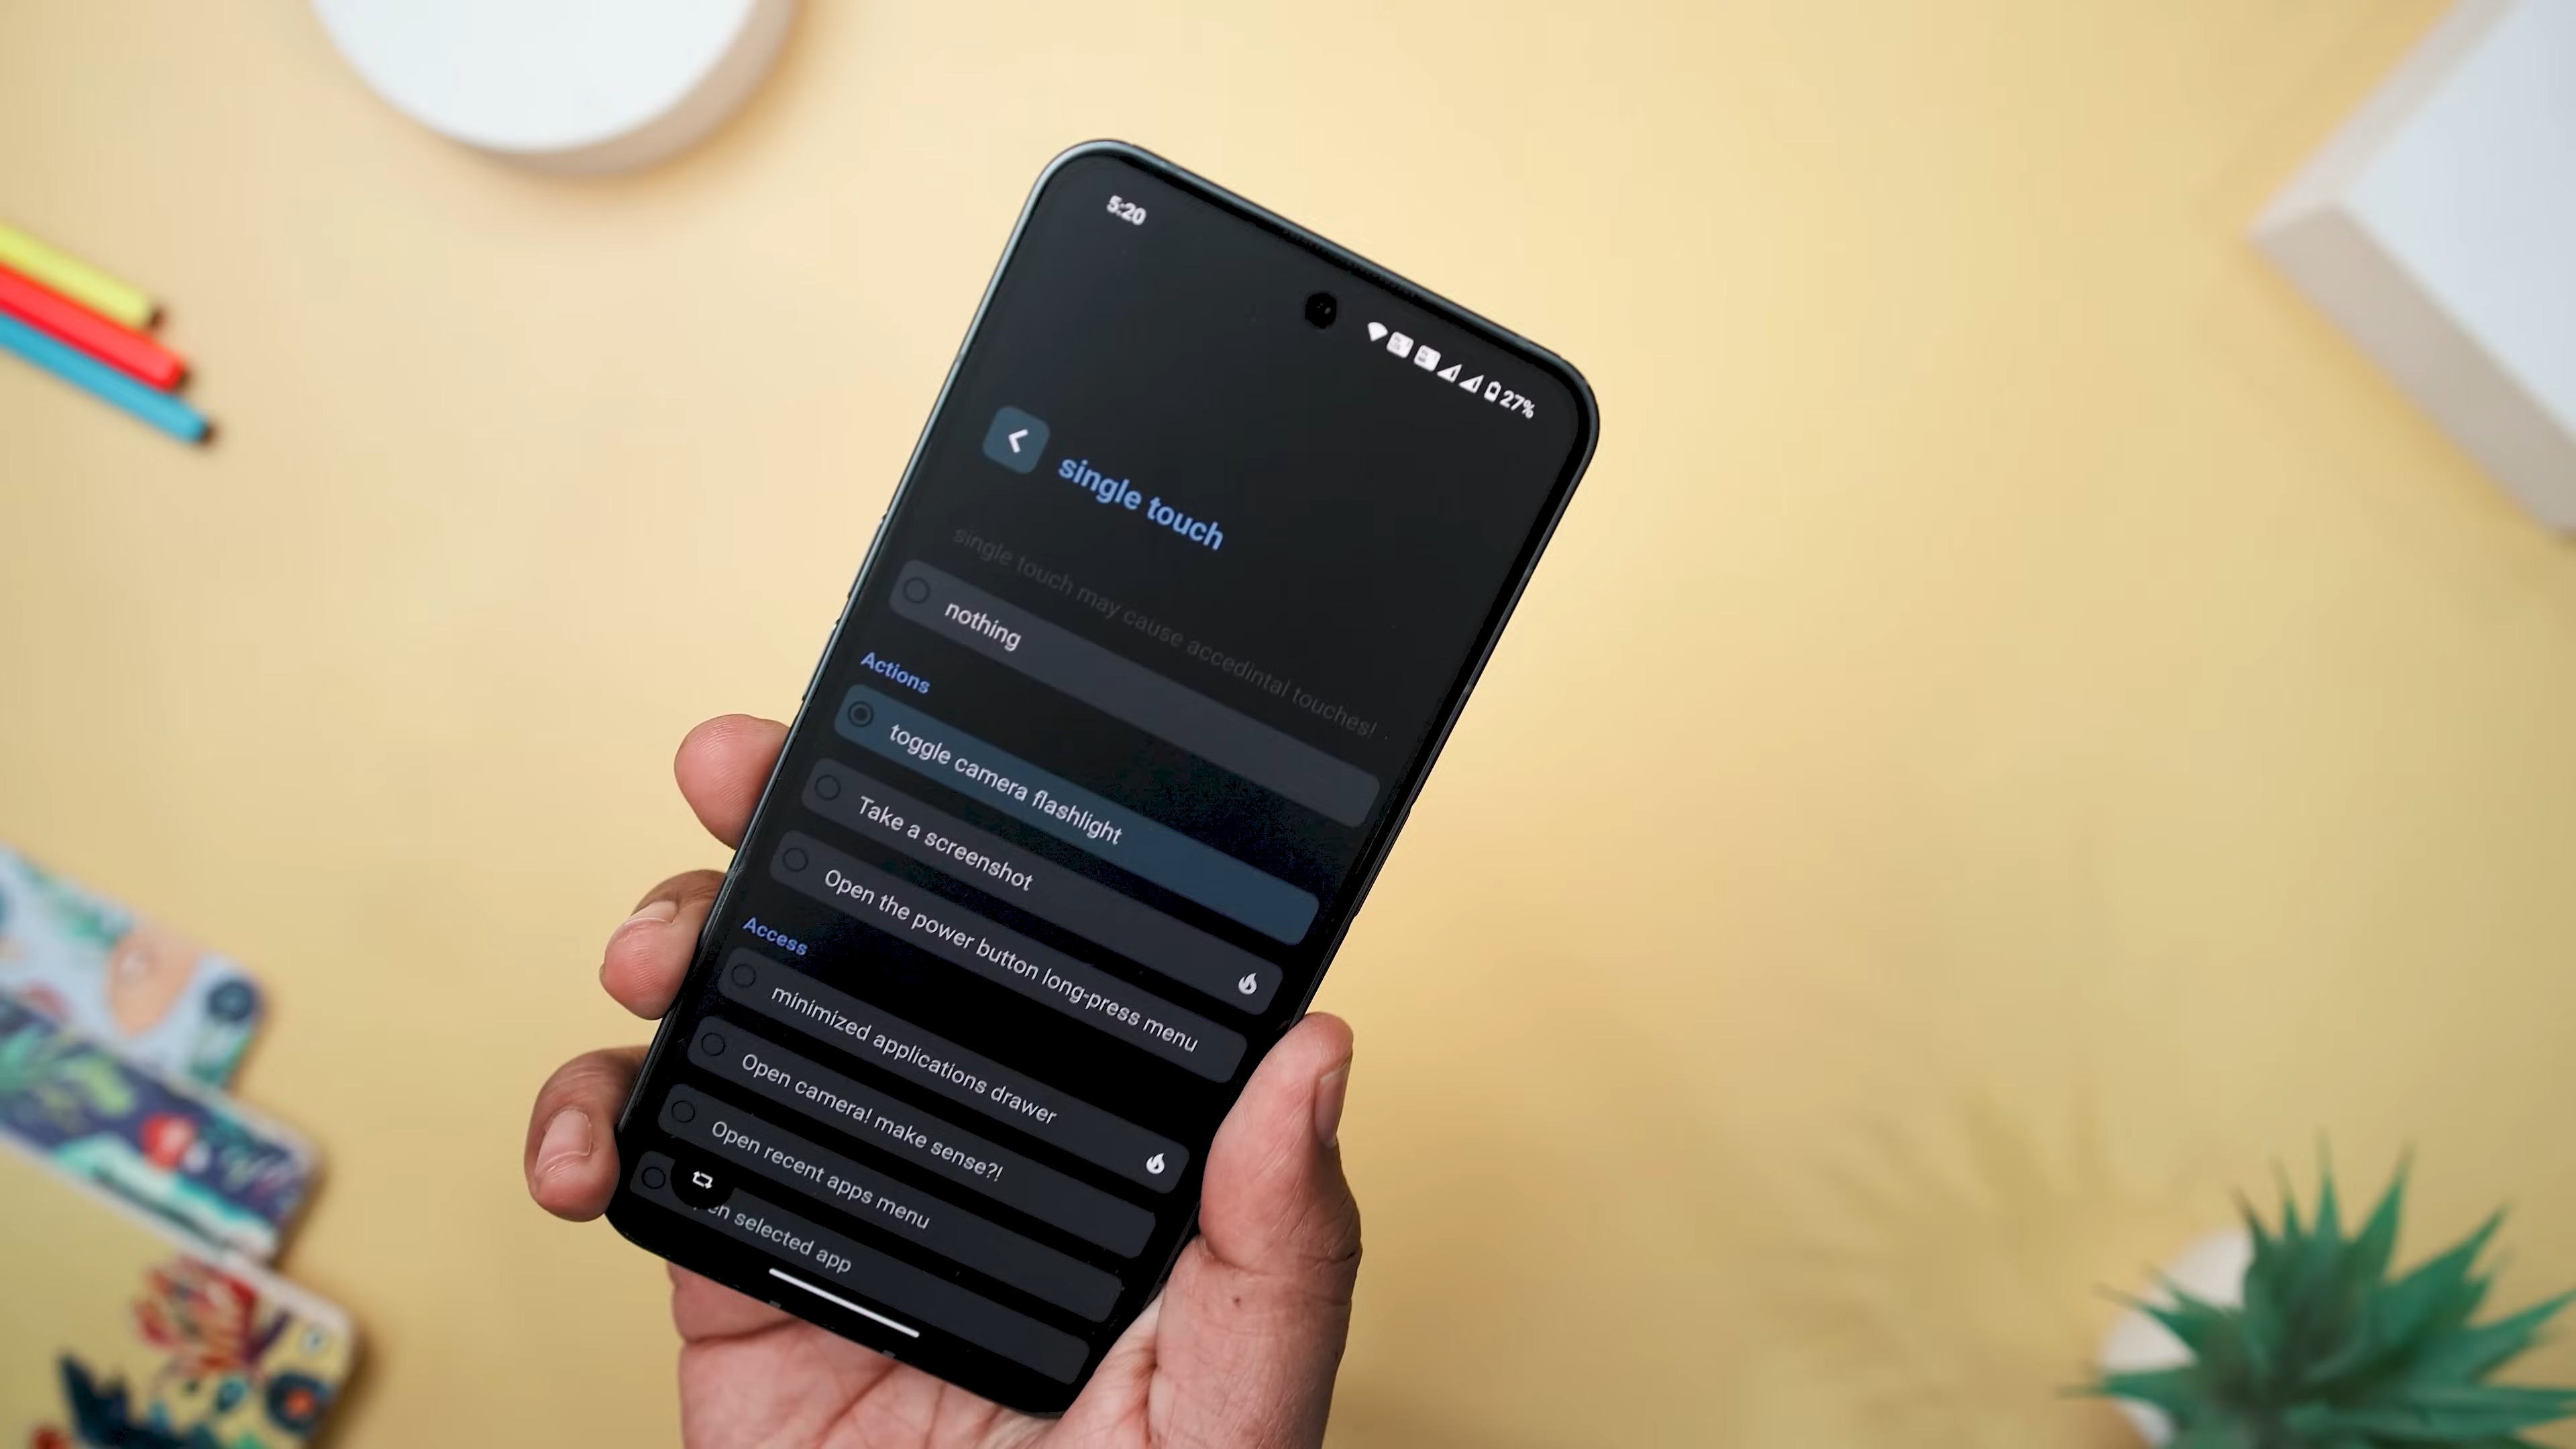 5:20
27%
single touch
single touch may cause accedintal touches!
nothing
Actions
toggle camera flashlight
Take a screenshot
Open the power button long-press menu
Access
minimized applications drawer
Open camera! make sense?!
Open recent apps menu
en selected app